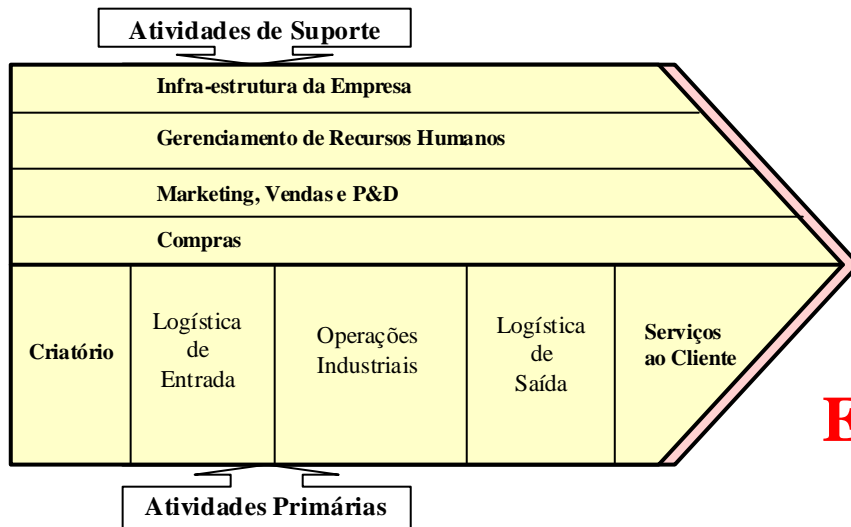 Atividades de Suporte
Infra-estrutura da Empresa
Gerenciamento de Recursos Humanos
Marketing, Vendas e P&D
Compras
Criatório
Logística
de
Entrada
Operações
Industriais
Logística
de
Saída
Serviços
ao Cliente
E
Atividades Primárias